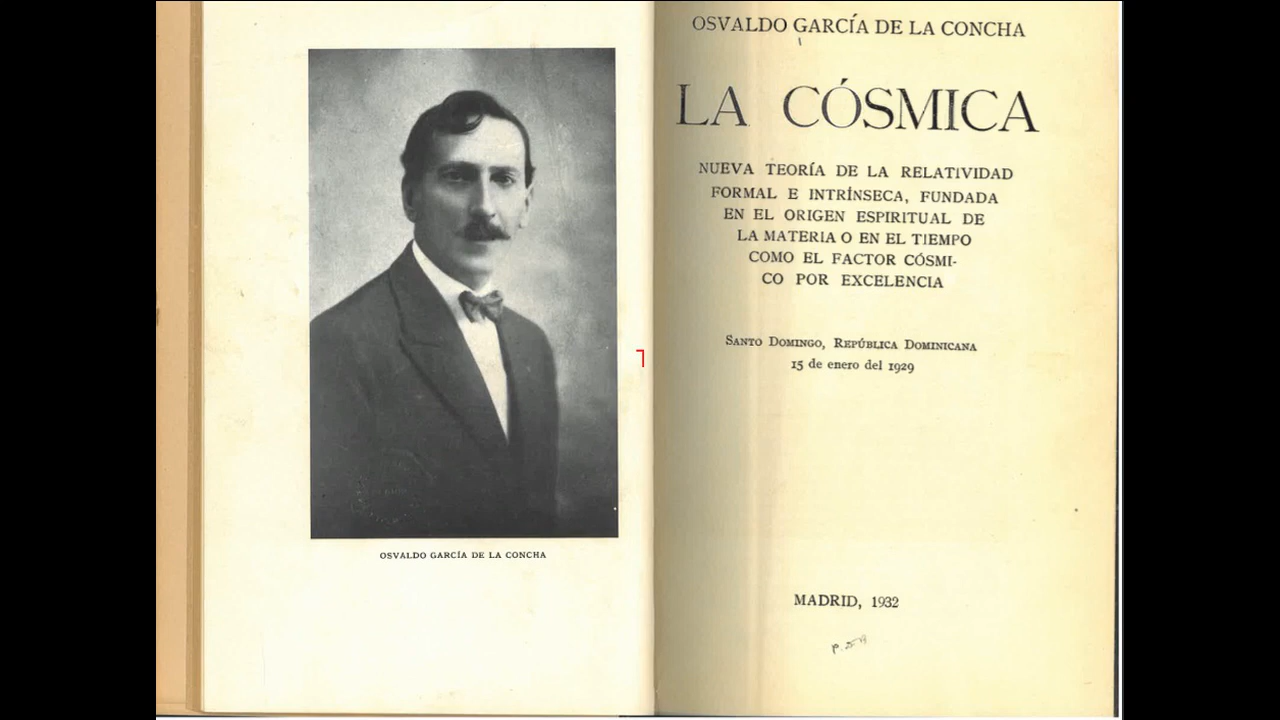 OSVALDO GARCÍA DE LA CONCHA
OSVALDO GARCÍA DE LA CONCHA
LA CÓSMICA
NUEVA TEORÍA DE LA RELATIVIDAD
FORMAL E INTRÍNSECA, FUNDADA
EN EL ORIGEN ESPIRITUAL DE
LA MATERIA O EN EL TIEMPO
COMO EL FACTOR CÓSMI-
CO POR EXCELENCIA
SANTO DOMINGO, REPÚBLICA DOMINICANA
15 de enero del 1929
MADRID, 1932